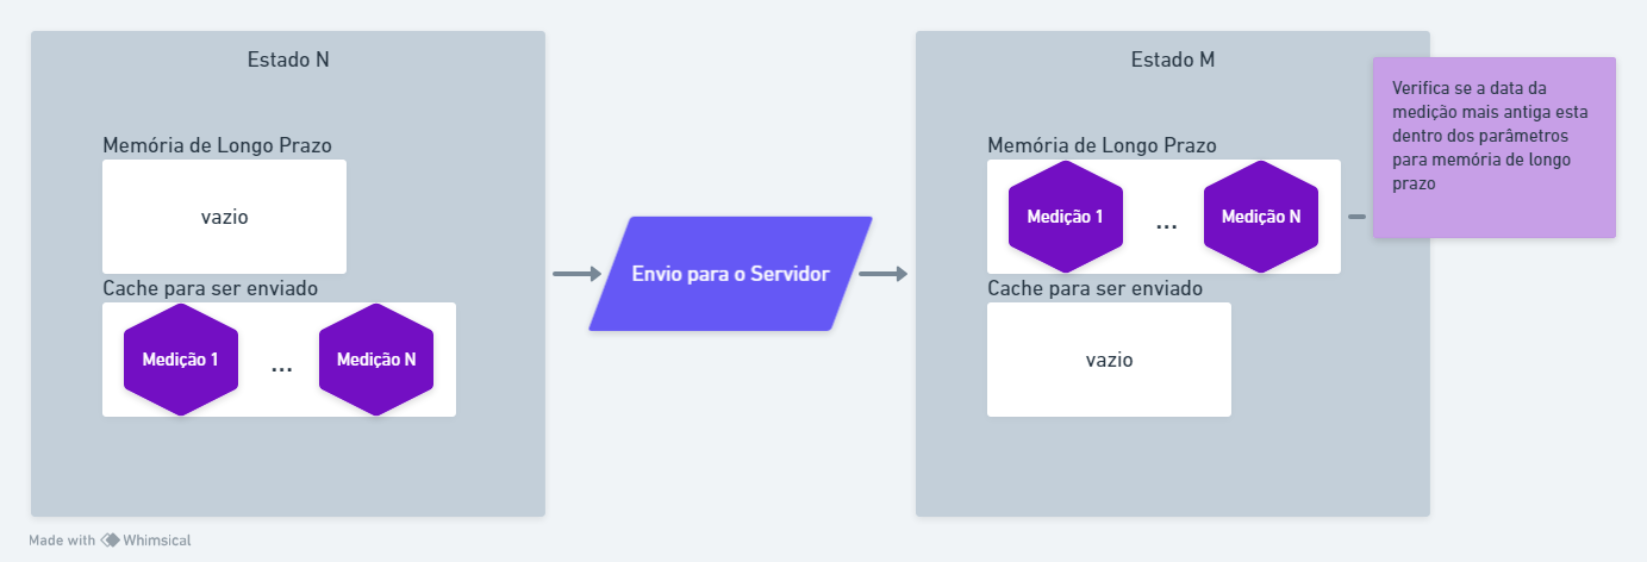 Estado N
Memória de Longo Prazo
vazio
Cache para ser enviado
Medição 1
...
Medição N
Envio para o Servidor
Estado M
Memória de Longo Prazo
Medição 1
...
Medição N
Cache para ser enviado
vazio
Verifica se a data da
medição mais antiga esta
dentro dos parâmetros
para memória de longo
prazo
Made with Whimsical